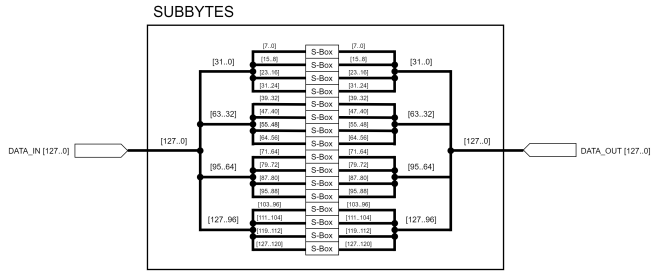 SUBBYTES
[7..0] S-Box [7..0]
[31..0] [15..8] S-Box [15..8] [31..0]
[23..16] S-Box [23..16]
[31..24] S-Box [31..24]
[39..32] S-Box [39..32]
[63..32] [47..40] S-Box [47..40] [63..32]
[55..48] S-Box [55..48]
[64..56] S-Box [64..56]
[127..0] [71..64] S-Box [71..64] [127..0]
DATA_IN [127..0] DATA_OUT [127..0]
[95..64] [79..72] S-Box [79..72] [95..64]
[87..80] S-Box [87..80]
[95..88] S-Box [95..88]
[103..96] S-Box [103..96]
[127..96] [111..104] S-Box [111..104] [127..96]
[119..112] S-Box [119..112]
[127..120] S-Box [127..120]